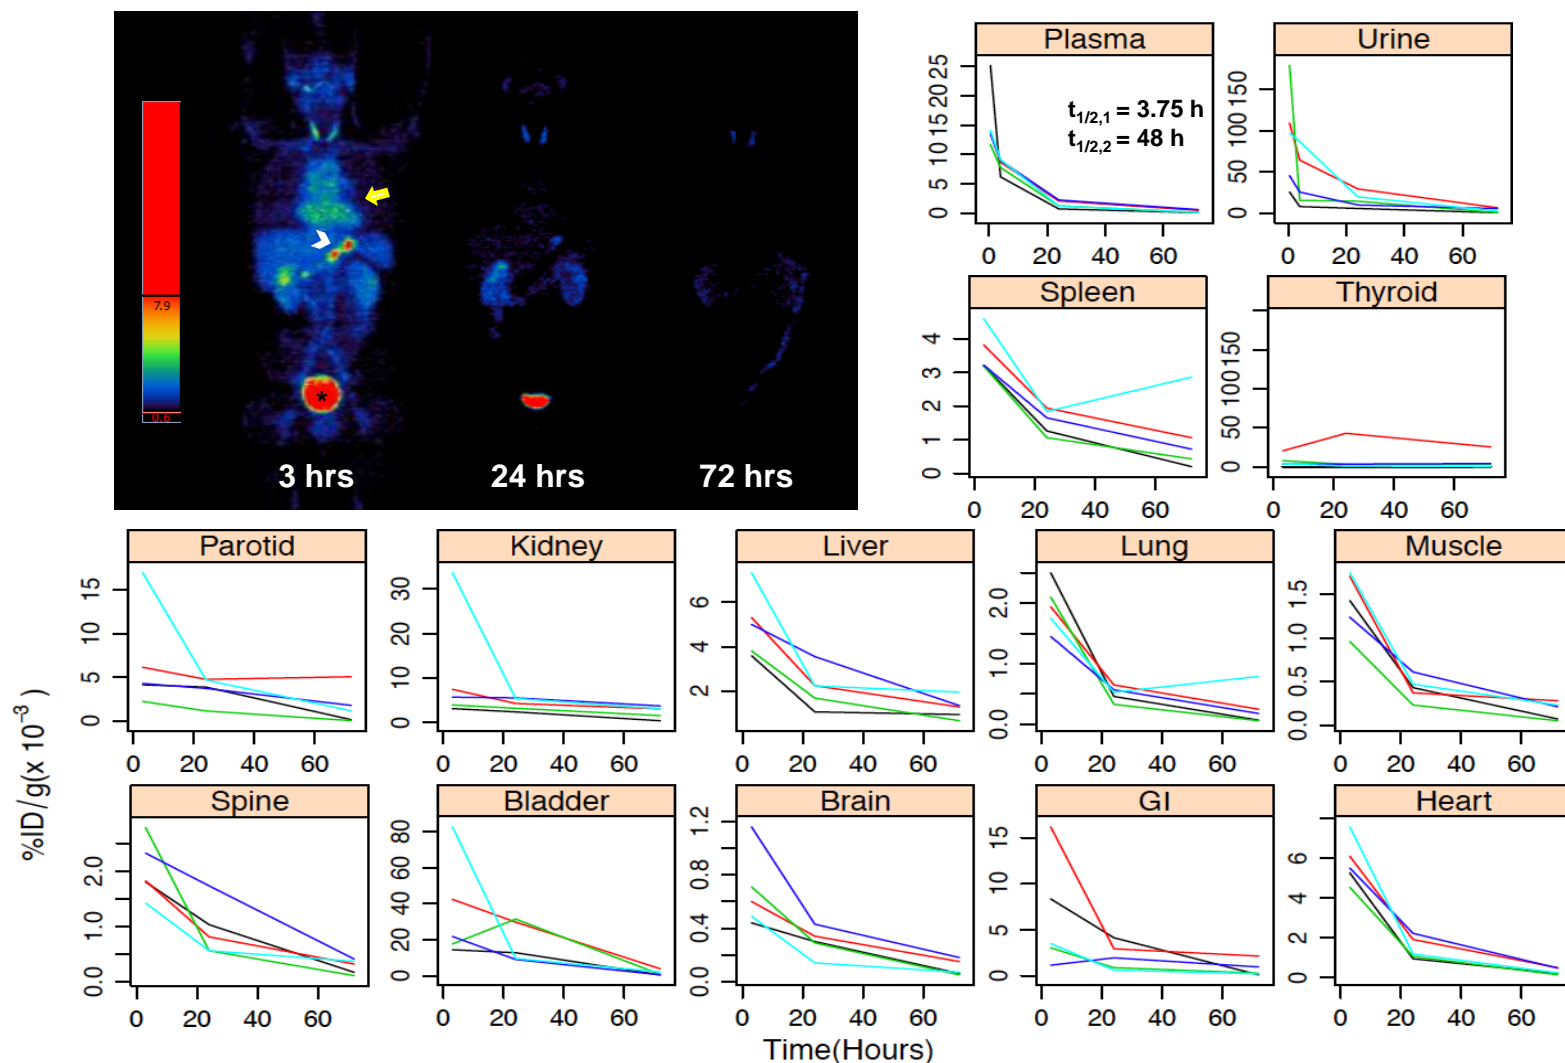 7.9
*
0.6
3 hrs
24 hrs
72 hrs
Plasma
25
20
15
10
5
0
t1/2,1 = 3.75 h
t1/2,2 = 48 h
0 20 40 60
Urine
150
100
50
0
0 20 40 60
Spleen
4
3
2
1
0
0 20 40 60
Thyroid
150
100
50
0
0 20 40 60
Parotid
15
10
5
0
0 20 40 60
Kidney
30
20
10
0
0 20 40 60
Liver
6
4
2
0 20 40 60
Lung
2.0
1.0
0.0
0 20 40 60
Muscle
1.5
1.0
0.5
0.0
0 20 40 60
Spine
2.0
1.0
0.0
0 20 40 60
Bladder
80
60
40
20
0
0 20 40 60
Brain
1.2
0.8
0.4
0.0
0 20 40 60
GI
15
10
5
0
0 20 40 60
Heart
6
4
2
0
0 20 40 60
%ID/g(x 10⁻³)
Time(Hours)